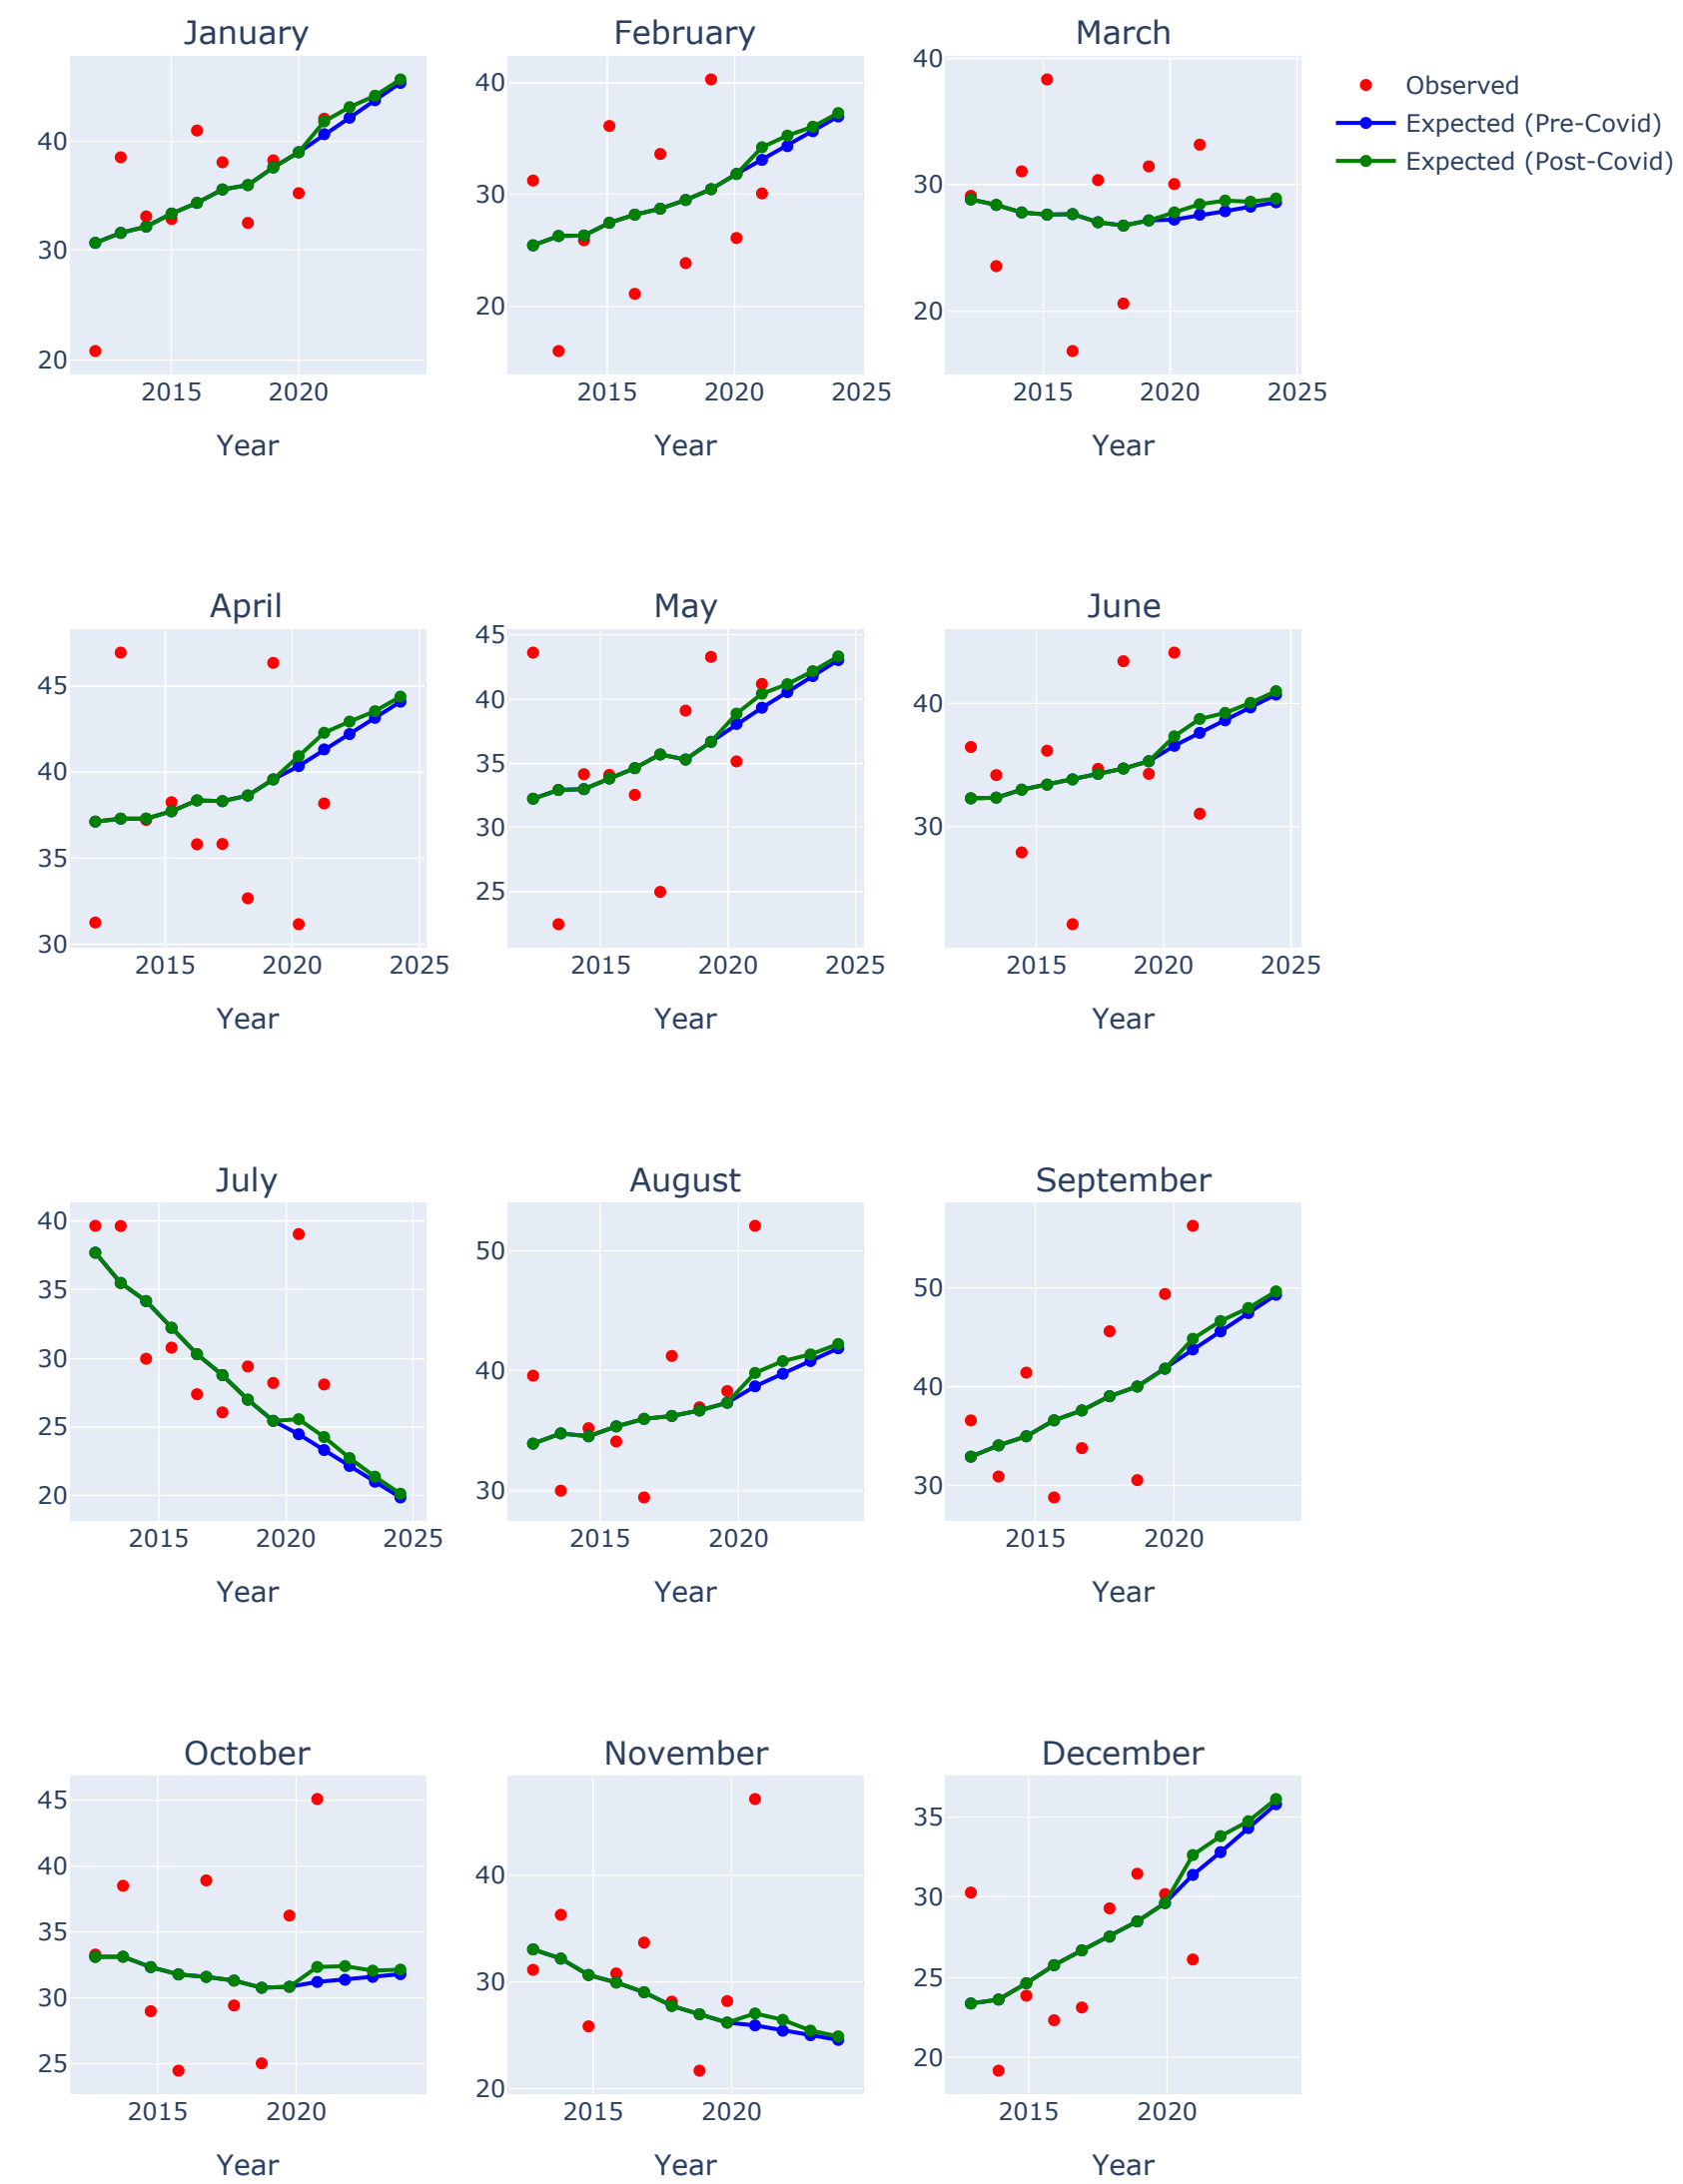 January February March
40
30
20
2015 2020
Year
40
30
20
2015 2020 2025
Year
40
30
20
2015 2020 2025
Year
Observed
Expected (Pre-Covid)
Expected (Post-Covid)
April May June
45
40
35
30
2015 2020 2025
Year
45
40
35
30
25
2015 2020 2025
Year
40
30
2015 2020 2025
Year
July August September
40
35
30
25
20
2015 2020 2025
Year
50
40
30
2015 2020
Year
50
40
30
2015 2020
Year
October November December
45
40
35
30
25
2015 2020
Year
40
30
20
2015 2020
Year
35
30
25
20
2015 2020
Year